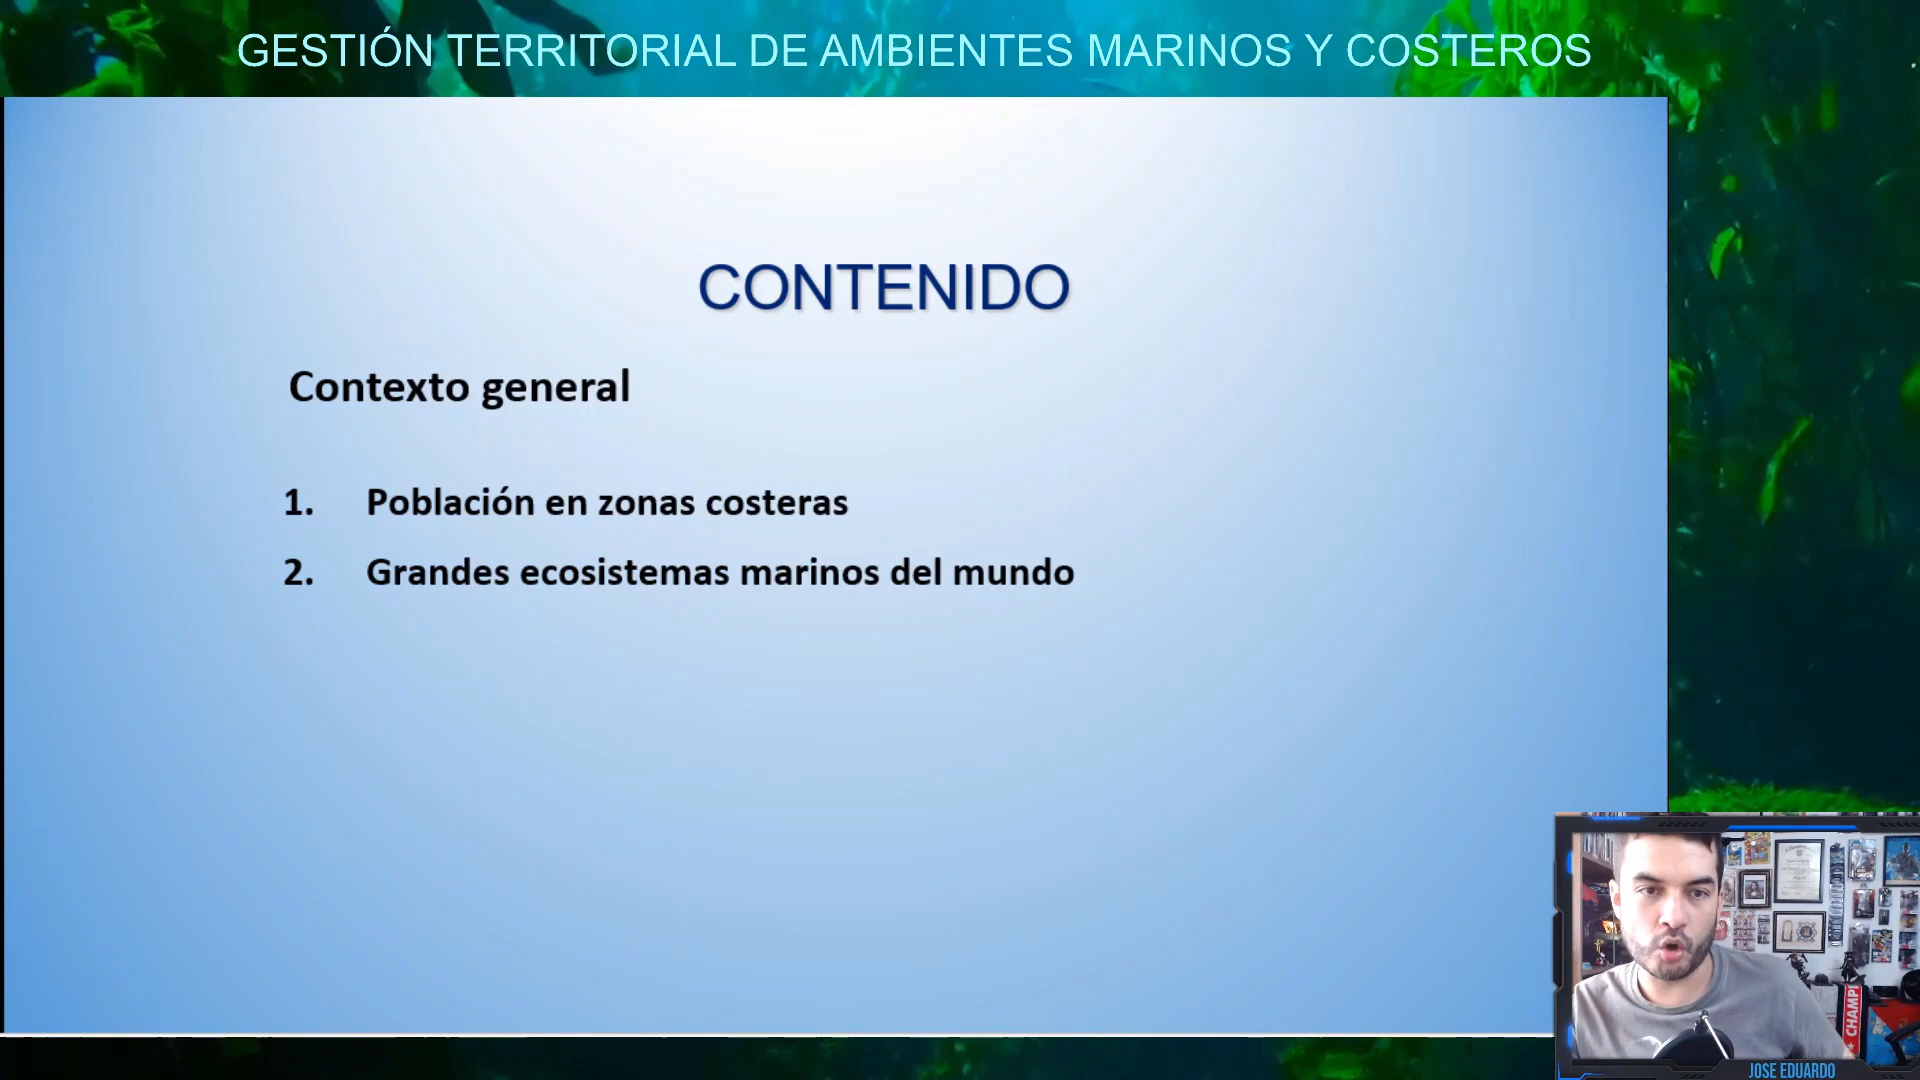 GESTIÓN TERRITORIAL DE AMBIENTES MARINOS Y COSTEROS
CONTENIDO
Contexto general
1. Población en zonas costeras
2. Grandes ecosistemas marinos del mundo
CHAMPI
JOSE EDUARDO